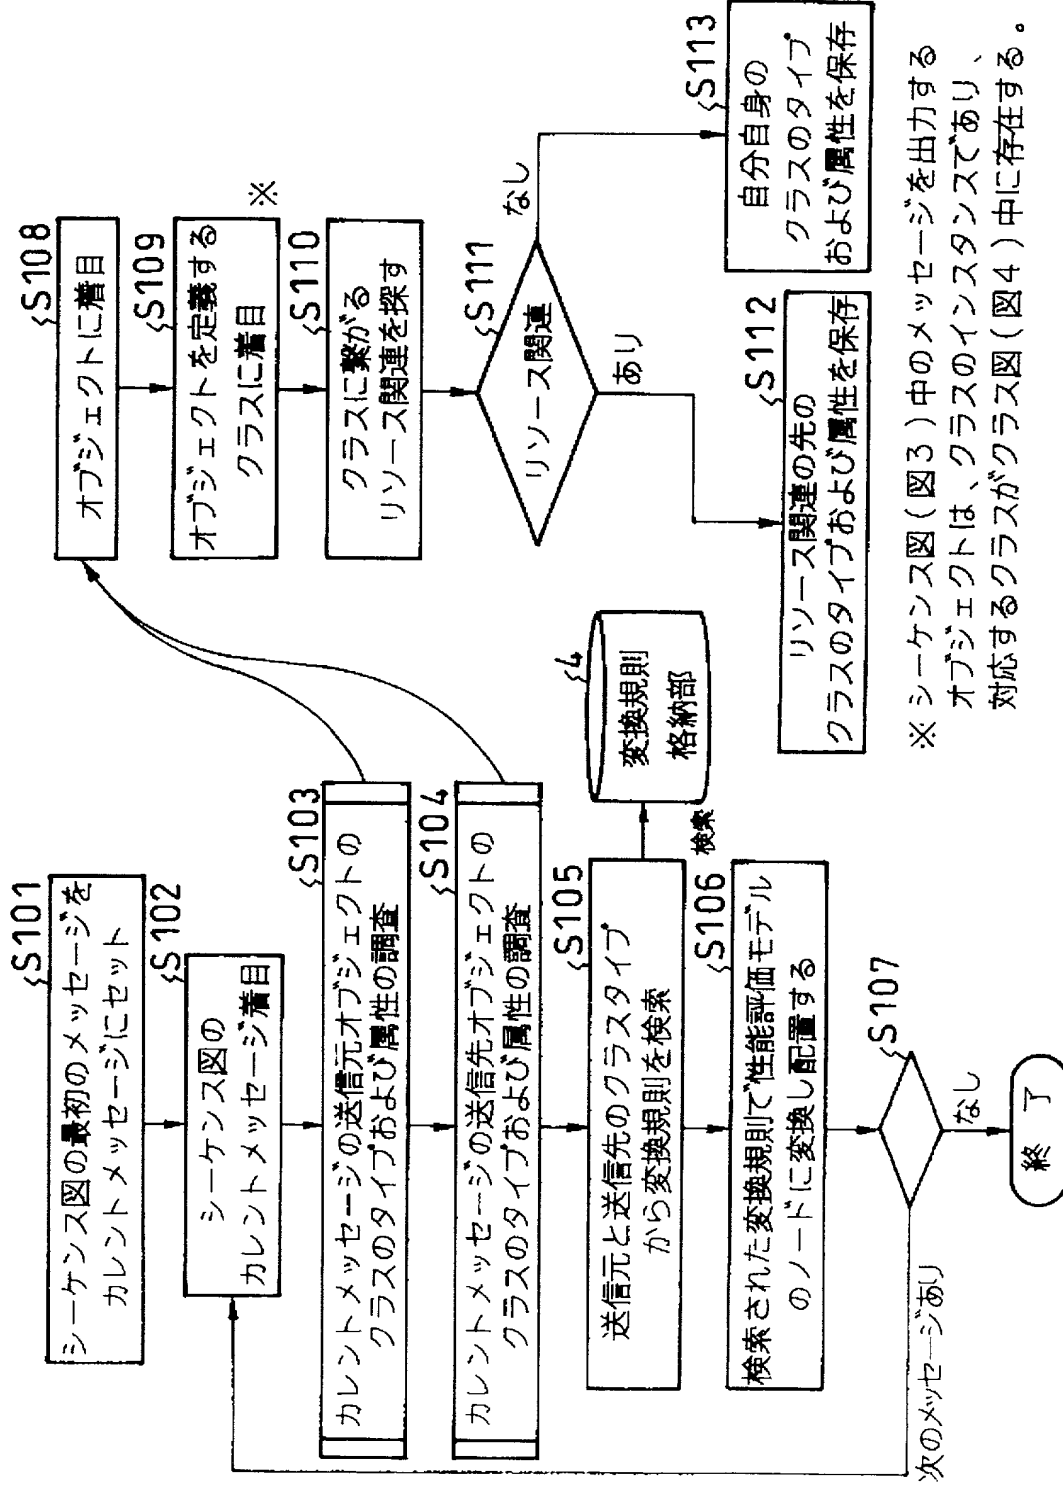 S101
シーケンス図の最初のメッセージを
カレントメッセージにセット
S102
シーケンス図の
カレントメッセージ着目
S103
カレントメッセージの送信元オブジェクトの
クラスのタイプおよび属性の調査
S104
カレントメッセージの送信先オブジェクトの
クラスのタイプおよび属性の調査
S105
送信元と送信先のクラスタイプ
から変換規則を検索
検索
4
変換規則
格納部
S106
検索された変換規則で性能評価モデル
のノードに変換し配置する
S107
次のメッセージあり
なし
終 了
S108
オブジェクトに着目
S109
オブジェクトを定義する
クラスに着目
※
S110
クラスに繋がる
リソース関連を探す
S111
リソース関連
なし
あり
S112
リソース関連の先の
クラスのタイプおよび属性を保存
S113
自分自身の
クラスのタイプ
および属性を保存
※シーケンス図(図3)中のメッセージを出力する
オブジェクトは、クラスのインスタンスであり、
対応するクラスがクラス図(図4)中に存在する。